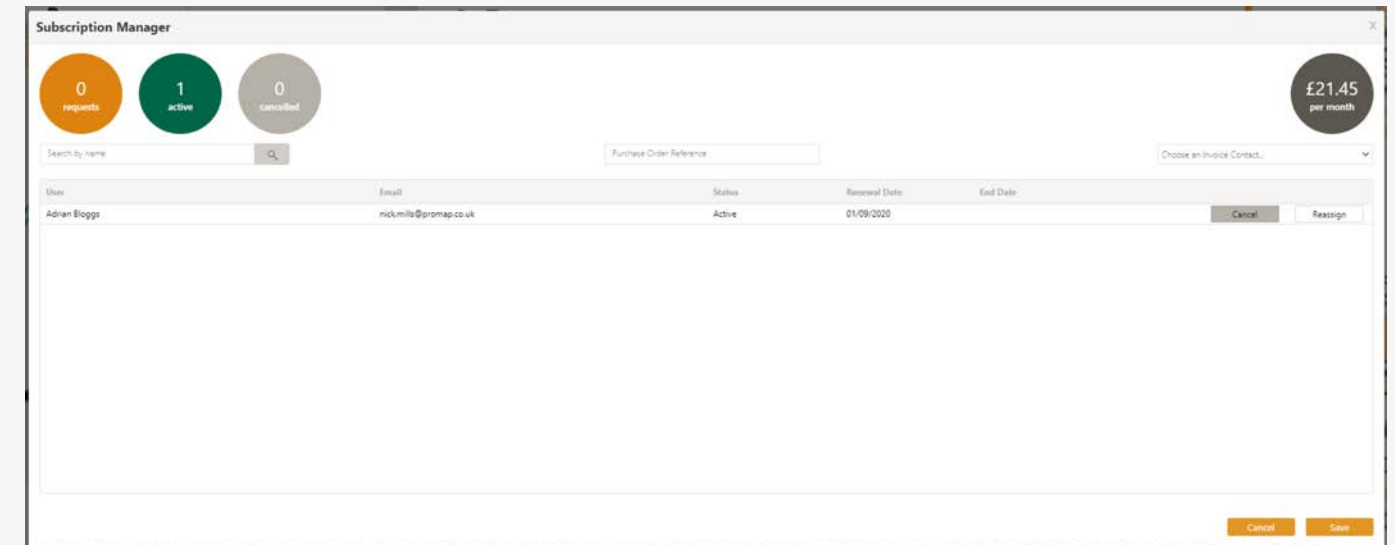 Subscription Manager
X
0
requests
1
active
0
cancelled
£21.45
per month
Search by name
Purchase Order Reference
Choose an Invoice Contact...
User Email Status Renewal Date End Date
Adrian Bloggs nick.mills@promap.co.uk Active 01/09/2020 Cancel Reassign
Cancel Save